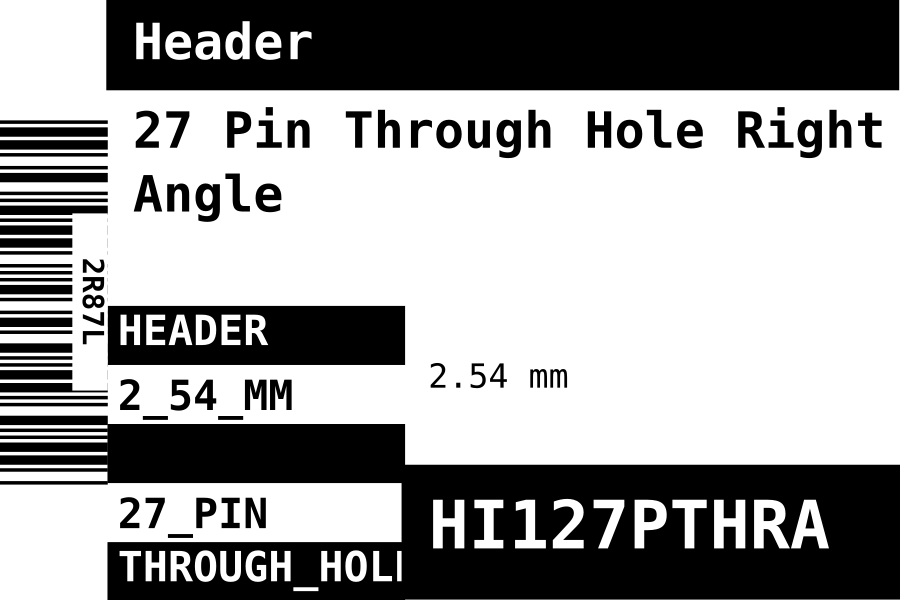 Header
27 Pin Through Hole Right
Angle
2R87L
HEADER
2_54_MM
2.54 mm
27_PIN
HI127PTHRA